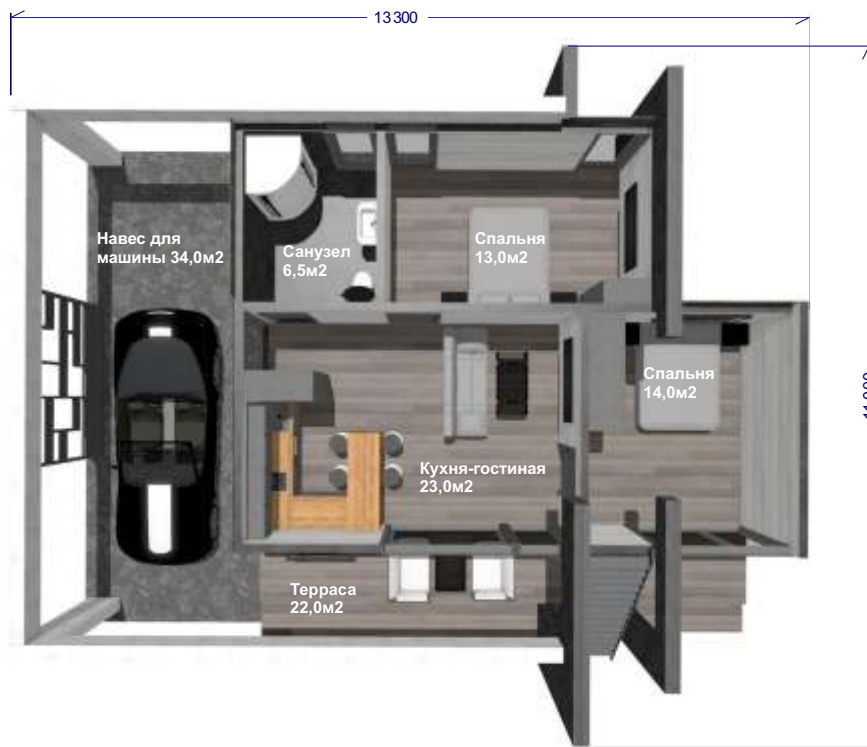 13300
Навес для
машины 34,0м2
Санузел
6,5м2
Спальня
13,0м2
Спальня
14,0м2
Кухня-гостиная
23,0м2
Терраса
22,0м2